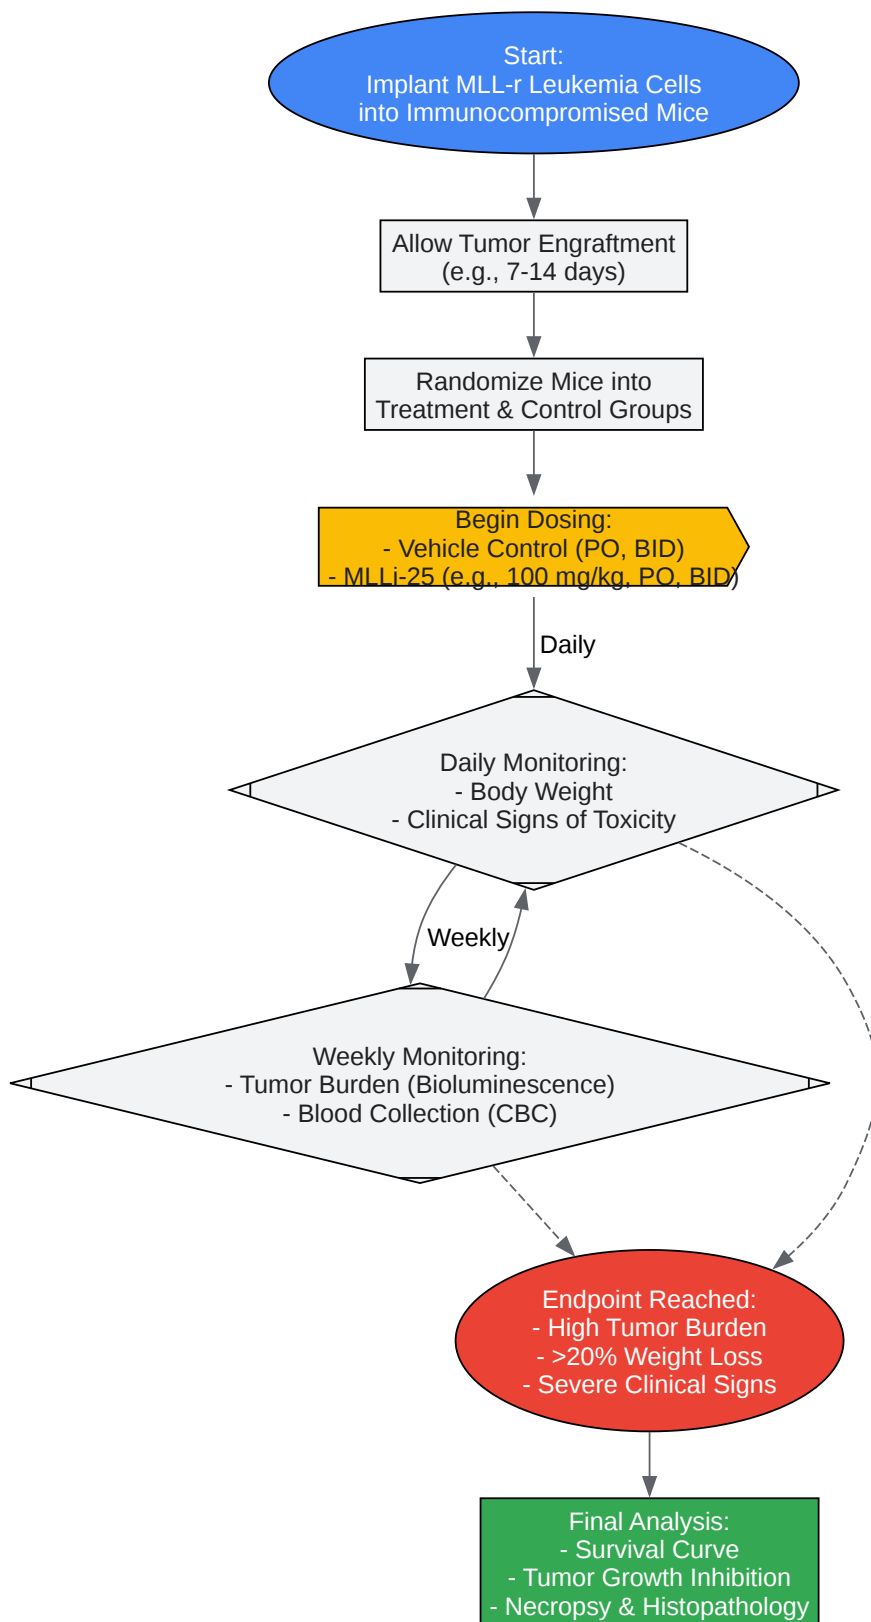 Start:
Implant MLL-r Leukemia Cells
into Immunocompromised Mice
Allow Tumor Engraftment
(e.g., 7-14 days)
Randomize Mice into
Treatment & Control Groups
Begin Dosing:
- Vehicle Control (PO, BID)
- MLLi-25 (e.g., 100 mg/kg, PO, BID)
Daily
Daily Monitoring:
- Body Weight
- Clinical Signs of Toxicity
Weekly
Weekly Monitoring:
- Tumor Burden (Bioluminescence)
- Blood Collection (CBC)
Endpoint Reached:
- High Tumor Burden
- >20% Weight Loss
- Severe Clinical Signs
Final Analysis:
- Survival Curve
- Tumor Growth Inhibition
- Necropsy & Histopathology